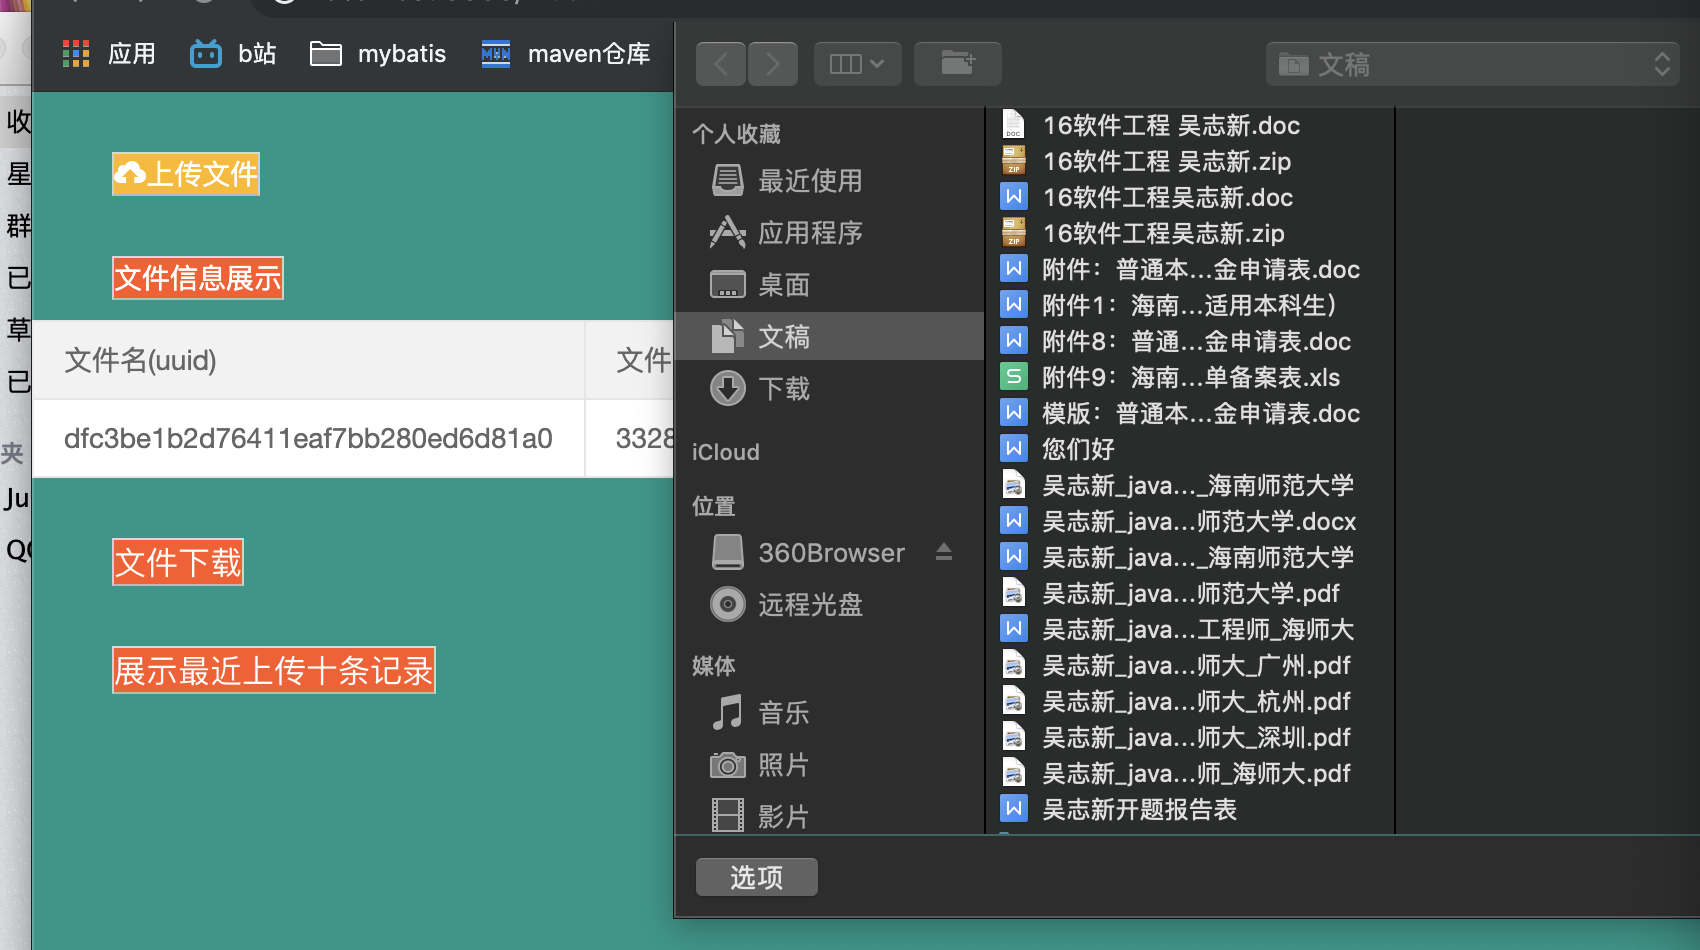 应用
b站
mybatis
maven仓库
收
星
群
已
草
已
夹
Ju
上传文件
文件信息展示
文件名(uuid)
文件
dfc3be1b2d76411eaf7bb280ed6d81a0
3328
文件下载
展示最近上传十条记录
文稿
个人收藏
最近使用
应用程序
桌面
文稿
下载
iCloud
位置
360Browser
远程光盘
媒体
音乐
照片
影片
16软件工程 吴志新.doc
16软件工程 吴志新.zip
16软件工程吴志新.doc
16软件工程吴志新.zip
附件：普通本...金申请表.doc
附件1：海南...适用本科生）
附件8：普通...金申请表.doc
附件9：海南...单备案表.xls
模版：普通本...金申请表.doc
您们好
吴志新_java..._海南师范大学
吴志新_java...师范大学.docx
吴志新_java..._海南师范大学
吴志新_java...师范大学.pdf
吴志新_java...工程师_海师大
吴志新_java...师大_广州.pdf
吴志新_java...师大_杭州.pdf
吴志新_java...师大_深圳.pdf
吴志新_java...师_海师大.pdf
吴志新开题报告表
选项